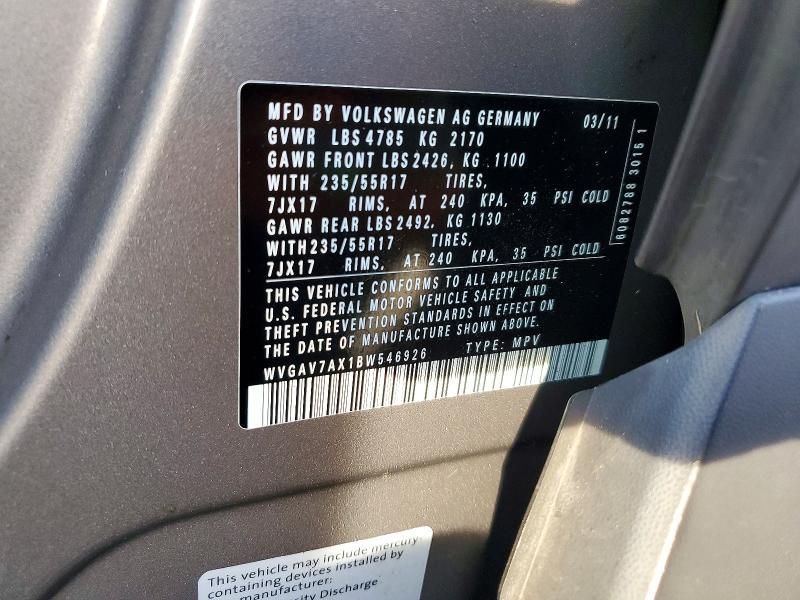 MFD BY VOLKSWAGEN AG GERMANY 03/11
GVWR LBS 4785 KG 2170
GAWR FRONT LBS 2426, KG 1100
WITH 235/55R17 TIRES,
7JX17 RIMS, AT 240 KPA, 35 PSI COLD
GAWR REAR LBS 2492, KG 1130
WITH 235/55R17 TIRES,
7JX17 RIMS, AT 240 KPA, 35 PSI COLD
THIS VEHICLE CONFORMS TO ALL APPLICABLE
U.S. FEDERAL MOTOR VEHICLE SAFETY AND
THEFT PREVENTION STANDARDS IN EFFECT ON
THE DATE OF MANUFACTURE SHOWN ABOVE.
WVGAV7AX1BW546926 TYPE: MPV
6082788 3015 1
This vehicle may include mercury
containing devices installed by
manufacturer:
Discharge